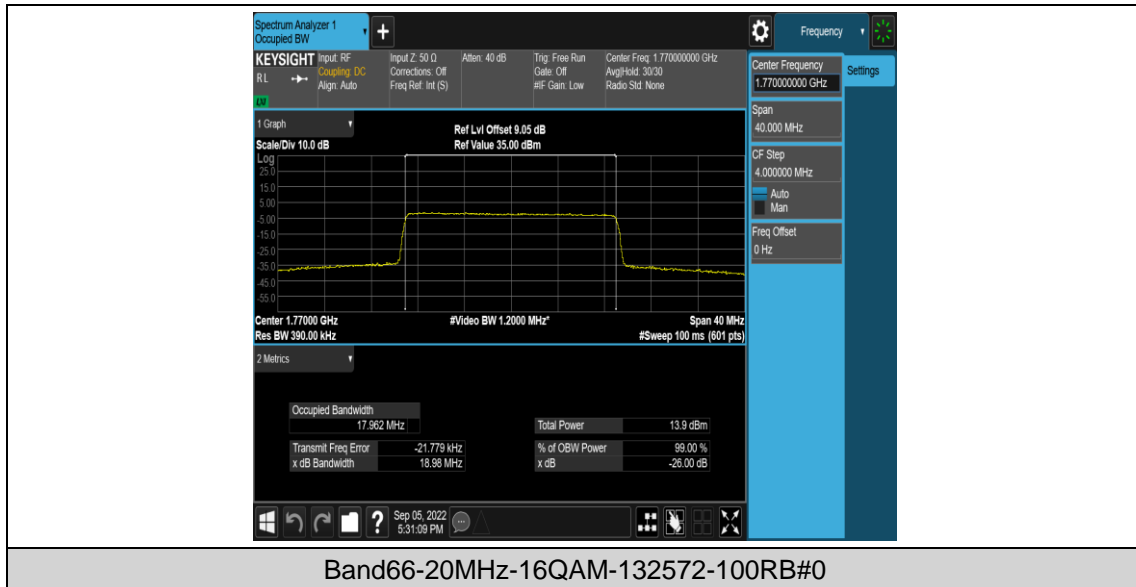 Spectrum Analyzer 1
Occupied BW
+
Frequency
KEYSIGHT
RL
LXI
Input: RF
Coupling: DC
Align: Auto
Input Z: 50 Ω
Corrections: Off
Freq Ref: Int (S)
Atten: 40 dB
Trig: Free Run
Gate: Off
#IF Gain: Low
Center Freq: 1.770000000 GHz
Avg|Hold: 30/30
Radio Std: None
Center Frequency
1.770000000 GHz
Settings
Span
40.000 MHz
CF Step
4.000000 MHz
Auto
Man
Freq Offset
0 Hz
1 Graph
Scale/Div 10.0 dB
Ref Lvl Offset 9.05 dB
Ref Value 35.00 dBm
Log
25.0
15.0
5.00
-5.00
-15.0
-25.0
-35.0
-45.0
-55.0
Center 1.77000 GHz
#Video BW 1.2000 MHz*
Span 40 MHz
Res BW 390.00 kHz
#Sweep 100 ms (601 pts)
2 Metrics
Occupied Bandwidth
17.962 MHz
Total Power 13.9 dBm
Transmit Freq Error -21.779 kHz
% of OBW Power 99.00 %
x dB Bandwidth 18.98 MHz
x dB -26.00 dB
?
Sep 05, 2022
5:31:09 PM
Band66-20MHz-16QAM-132572-100RB#0